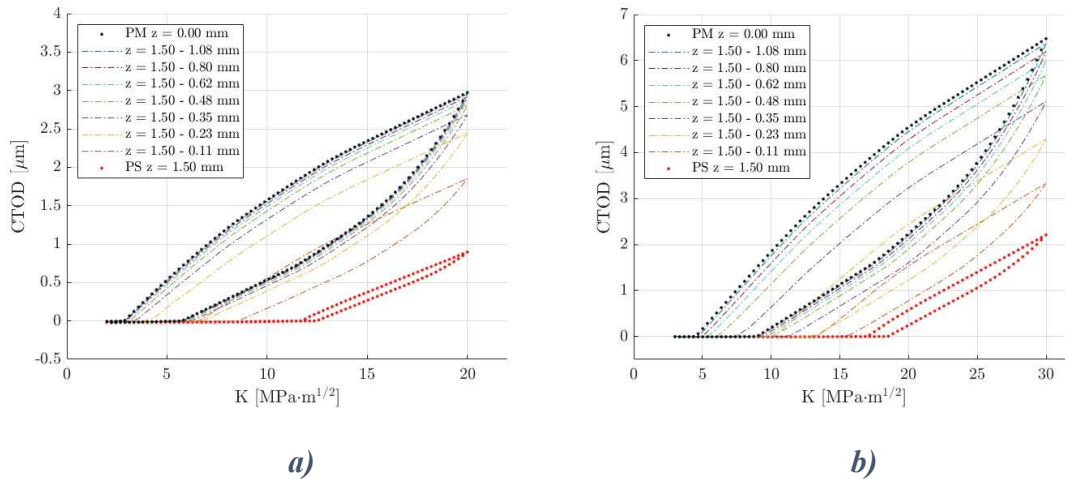 4
3.5
3
2.5
2
1.5
1
0.5
0
-0.5
CTOD [μm]
PM z = 0.00 mm
z = 1.50 - 1.08 mm
z = 1.50 - 0.80 mm
z = 1.50 - 0.62 mm
z = 1.50 - 0.48 mm
z = 1.50 - 0.35 mm
z = 1.50 - 0.23 mm
z = 1.50 - 0.11 mm
PS z = 1.50 mm
0 5 10 15 20
K [MPa·m^1/2]
a)
7
6
5
4
3
2
1
0
CTOD [μm]
PM z = 0.00 mm
z = 1.50 - 1.08 mm
z = 1.50 - 0.80 mm
z = 1.50 - 0.62 mm
z = 1.50 - 0.48 mm
z = 1.50 - 0.35 mm
z = 1.50 - 0.23 mm
z = 1.50 - 0.11 mm
PS z = 1.50 mm
0 5 10 15 20 25 30
K [MPa·m^1/2]
b)